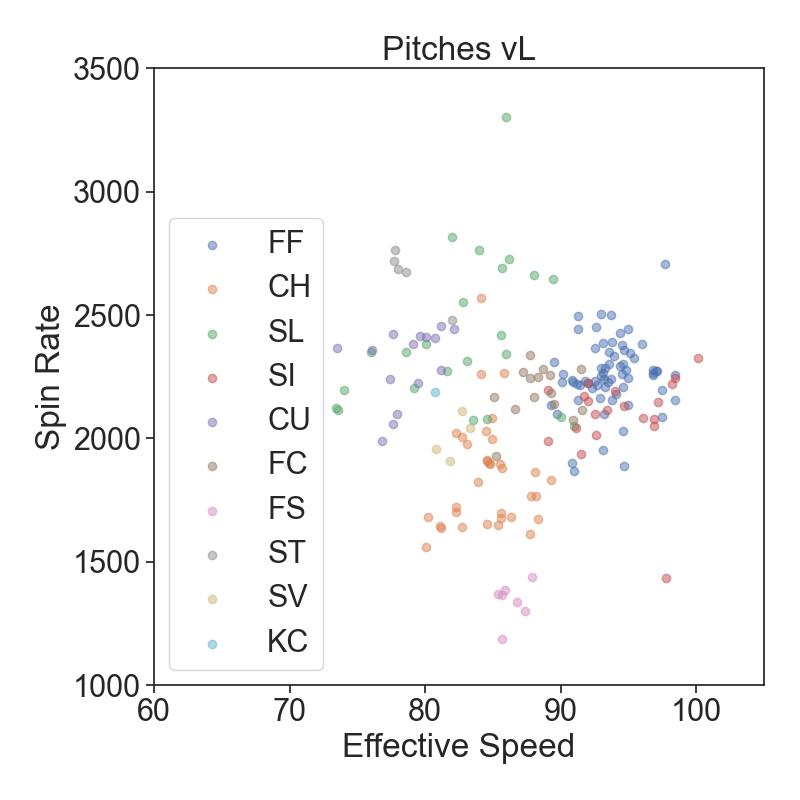 Pitches vL
3500
3000
2500
2000
1500
1000
Spin Rate
FF
CH
SL
SI
CU
FC
FS
ST
SV
KC
60 70 80 90 100
Effective Speed